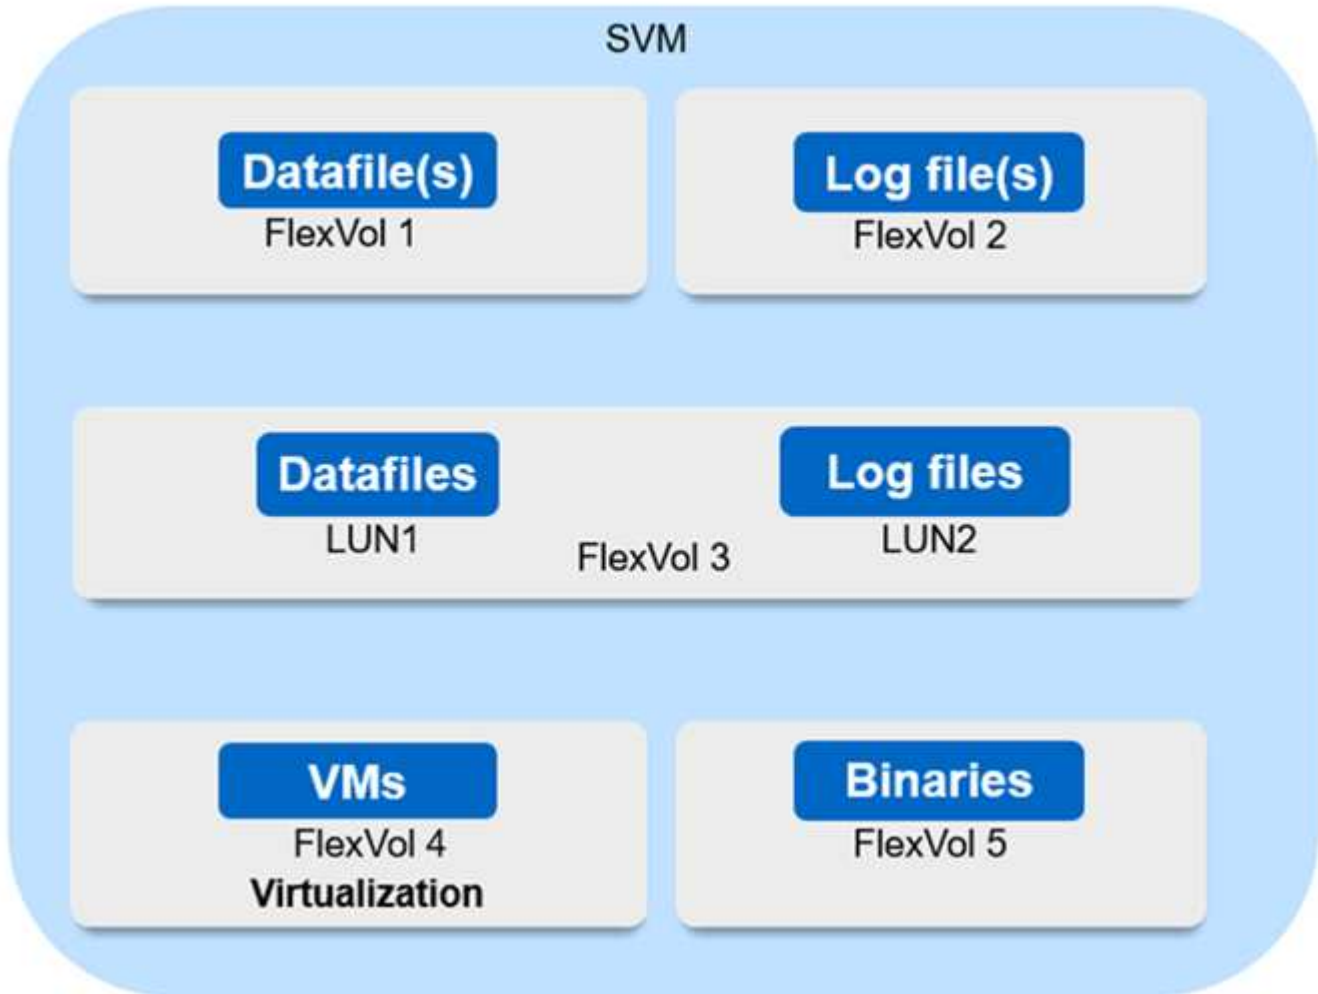 SVM
Datafile(s)
FlexVol 1
Log file(s)
FlexVol 2
Datafiles
LUN1
Log files
LUN2
FlexVol 3
VMs
FlexVol 4
Virtualization
Binaries
FlexVol 5